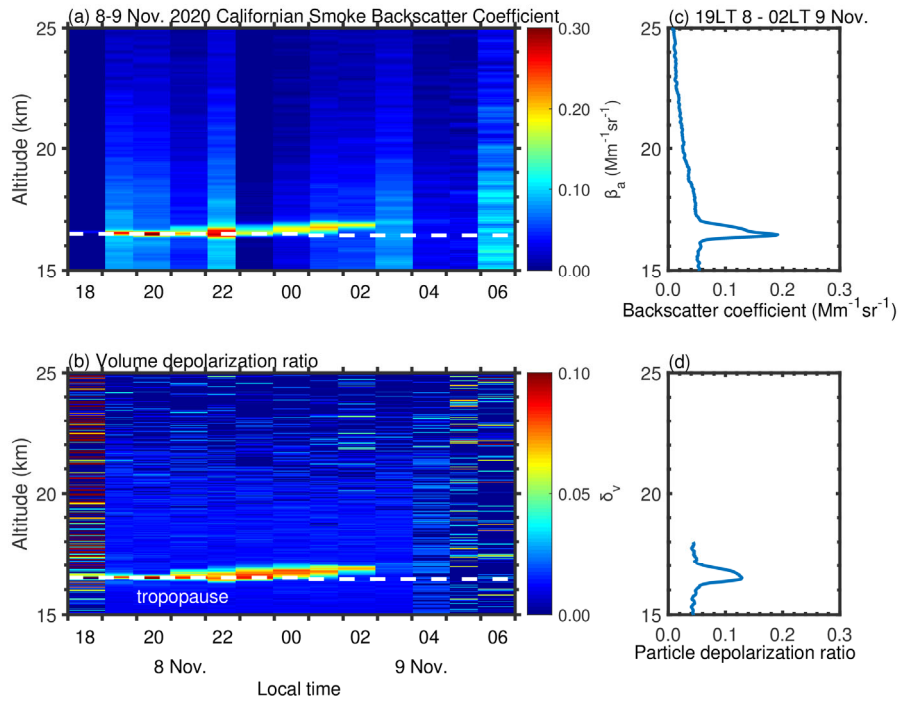 (a) 8-9 Nov. 2020 Californian Smoke Backscatter Coefficient
25
20
15
Altitude (km)
18 20 22 00 02 04 06
0.30
0.20
0.10
0.00
βa (Mm⁻¹sr⁻¹)
(c) 19LT 8 - 02LT 9 Nov.
25
20
15
0.0 0.1 0.2 0.3
Backscatter coefficient (Mm⁻¹sr⁻¹)
(b) Volume depolarization ratio
25
20
15
Altitude (km)
tropopause
18 20 22 00 02 04 06
8 Nov. 9 Nov.
Local time
0.10
0.05
0.00
δv
(d)
25
20
15
0.0 0.1 0.2 0.3
Particle depolarization ratio